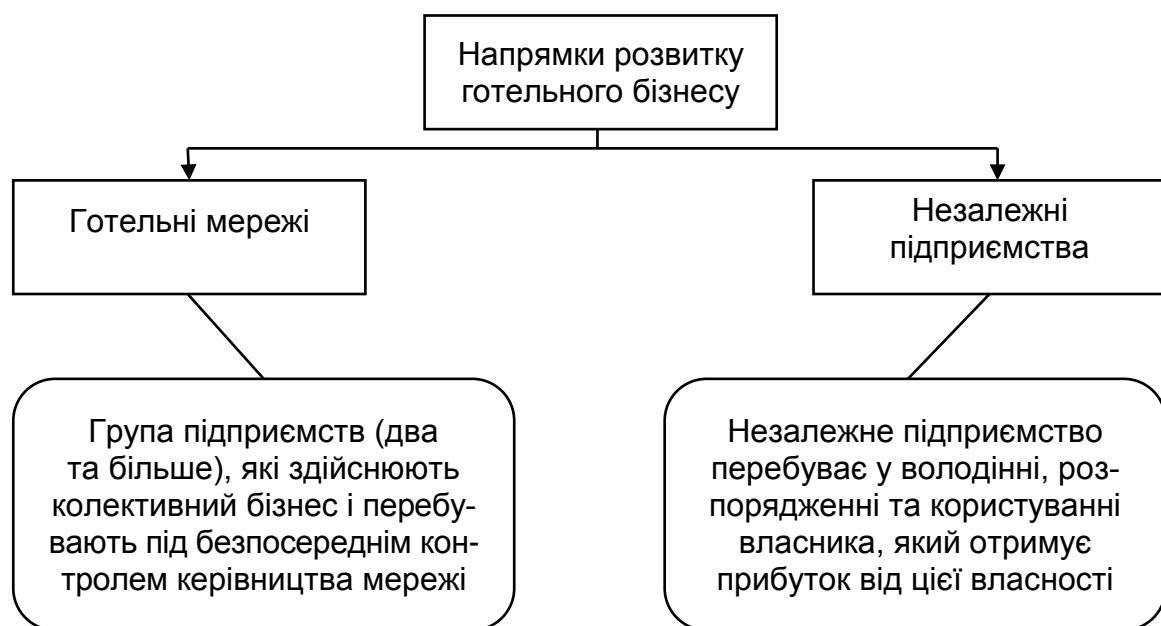 Напрямки розвитку
готельного бізнесу
Готельні мережі
Незалежні
підприємства
Група підприємств (два
та більше), які здійснюють
колективний бізнес і перебу-
вають під безпосереднім кон-
тролем керівництва мережі
Незалежне підприємство
перебуває у володінні, роз-
порядженні та користуванні
власника, який отримує
прибуток від цієї власності